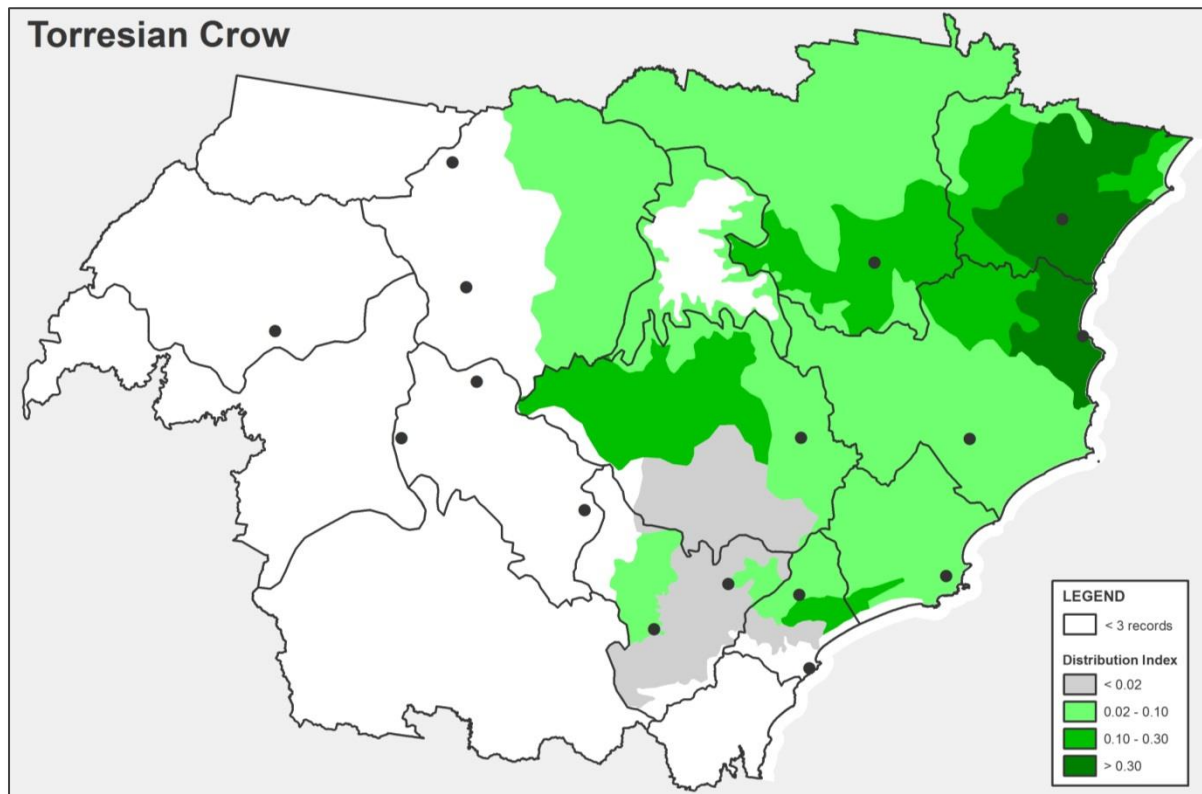 Torresian Crow
LEGEND
< 3 records
Distribution Index
< 0.02
0.02 - 0.10
0.10 - 0.30
> 0.30